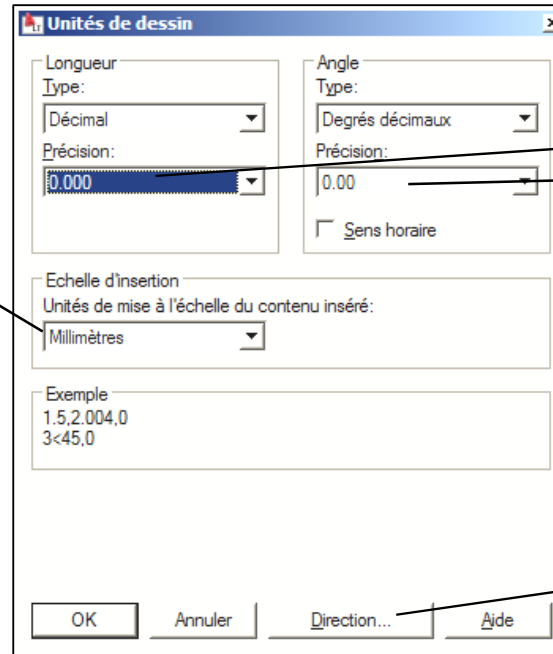 Unités de dessin
Longueur
Type:
Décimal
Précision:
0.000
Angle
Type:
Degrés décimaux
Précision:
0.00
Sens horaire
Echelle d'insertion
Unités de mise à l'échelle du contenu inséré:
Millimètres
Exemple
1.5,2.004,0
3<45,0
OK Annuler Direction... Aide